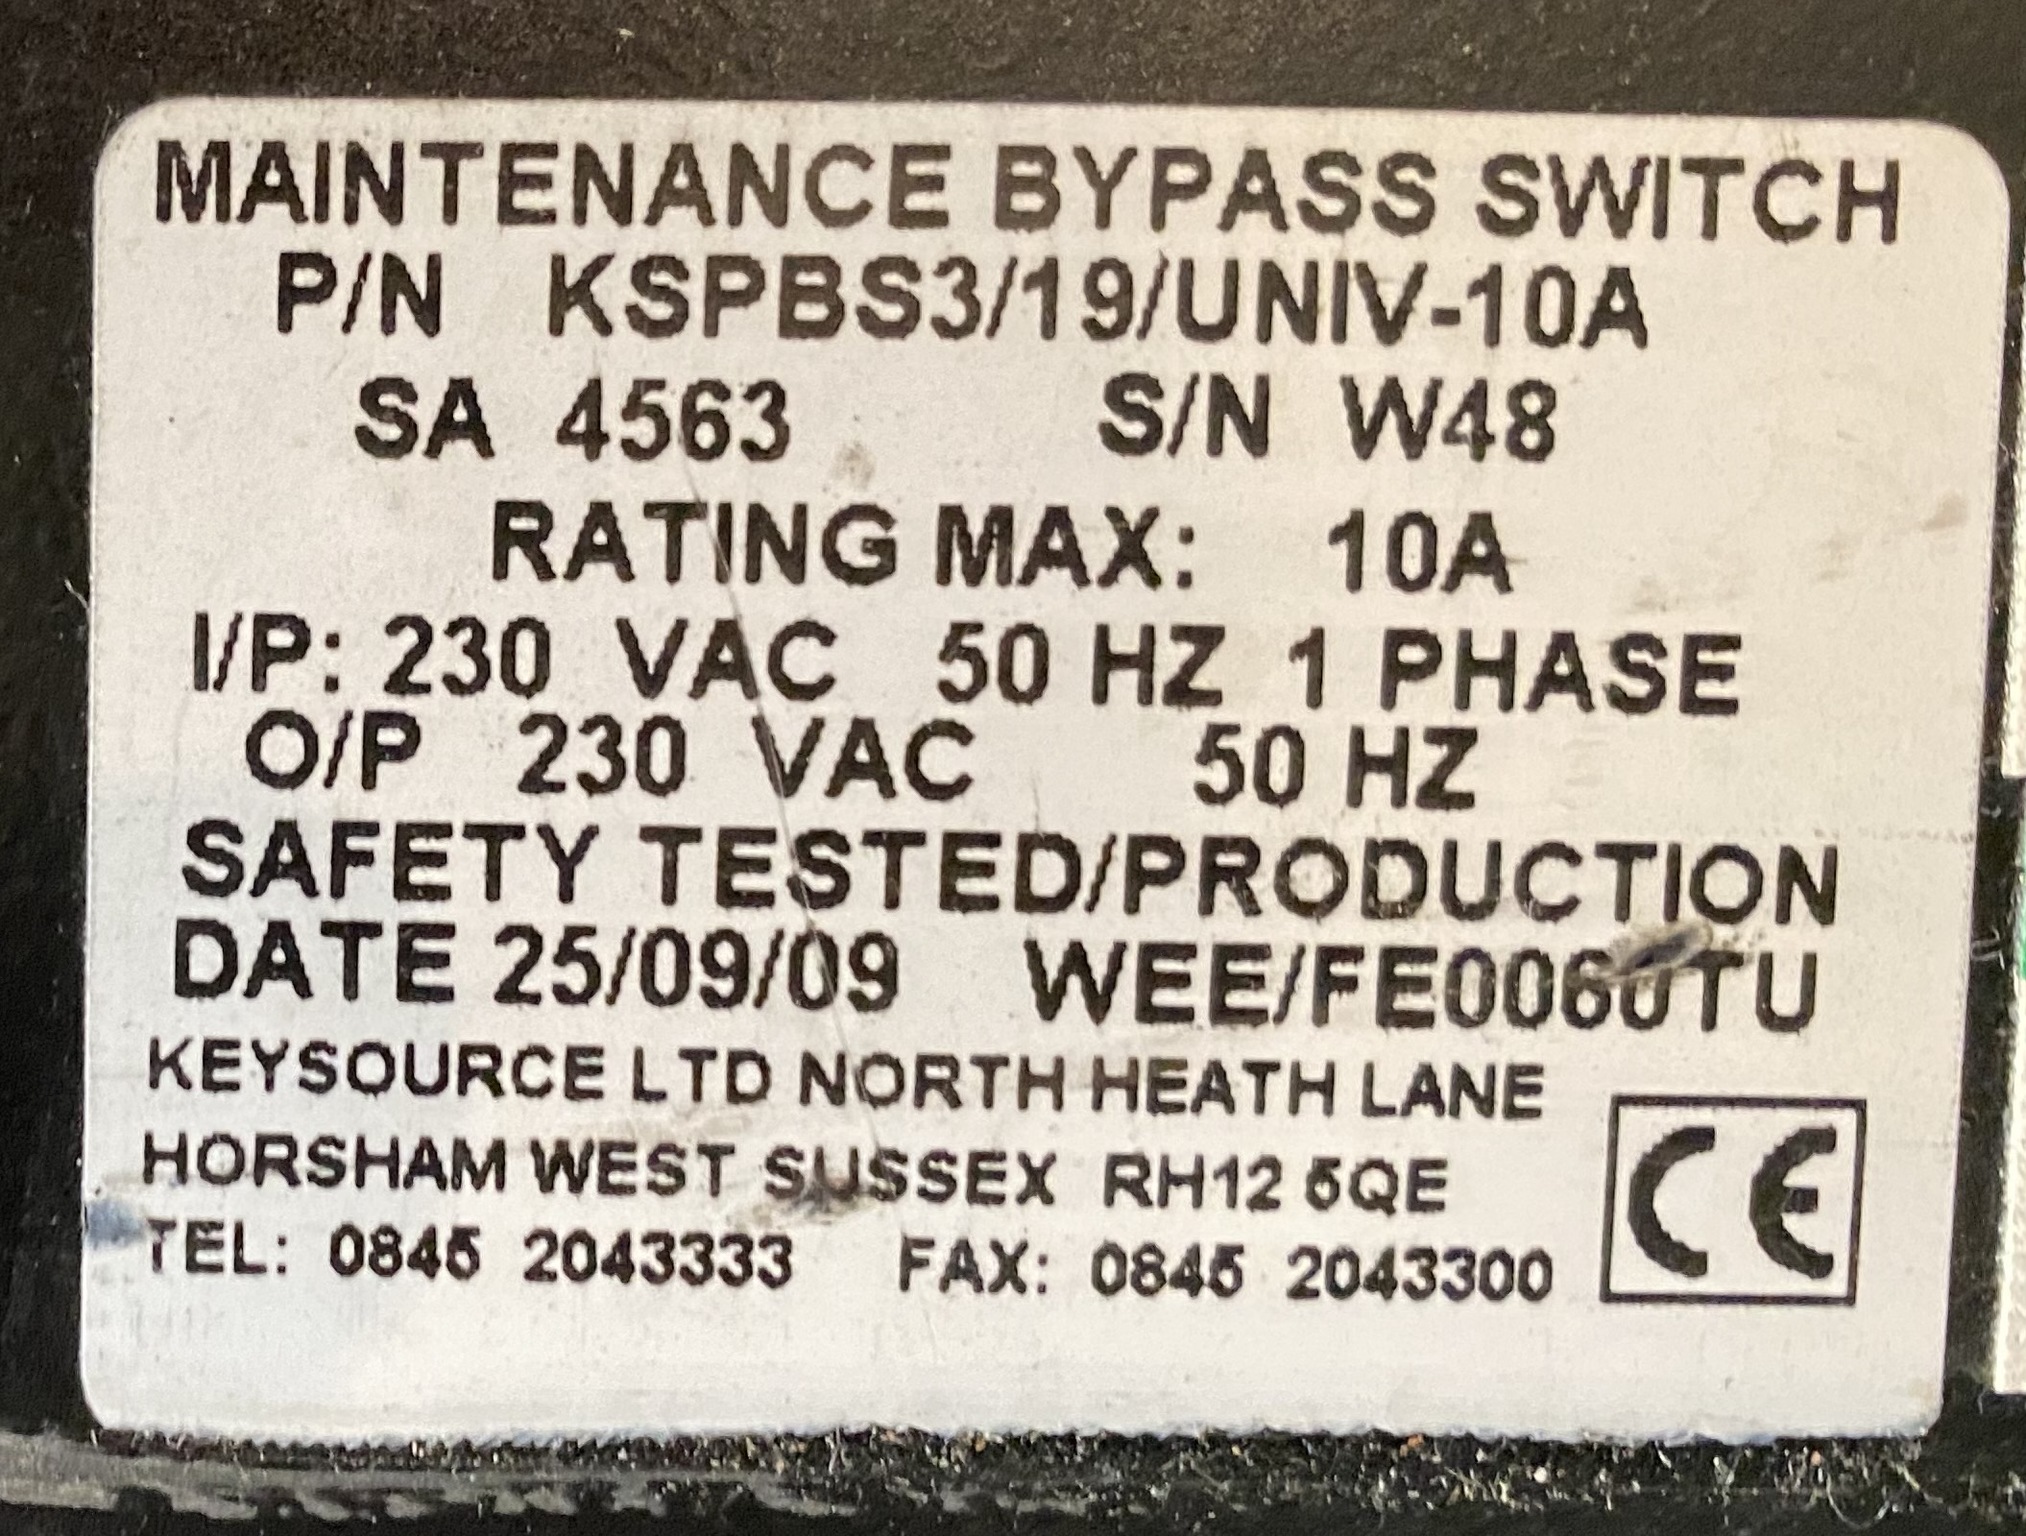 MAINTENANCE BYPASS SWITCH
P/N KSPBS3/19/UNIV-10A
SA 4563 S/N W48
RATING MAX: 10A
I/P: 230 VAC 50 HZ 1 PHASE
O/P 230 VAC 50 HZ
SAFETY TESTED/PRODUCTION
DATE 25/09/09 WEE/FE0060TU
KEYSOURCE LTD NORTH HEATH LANE
HORSHAM WEST SUSSEX RH12 5QE
TEL: 0845 2043333 FAX: 0845 2043300
CE